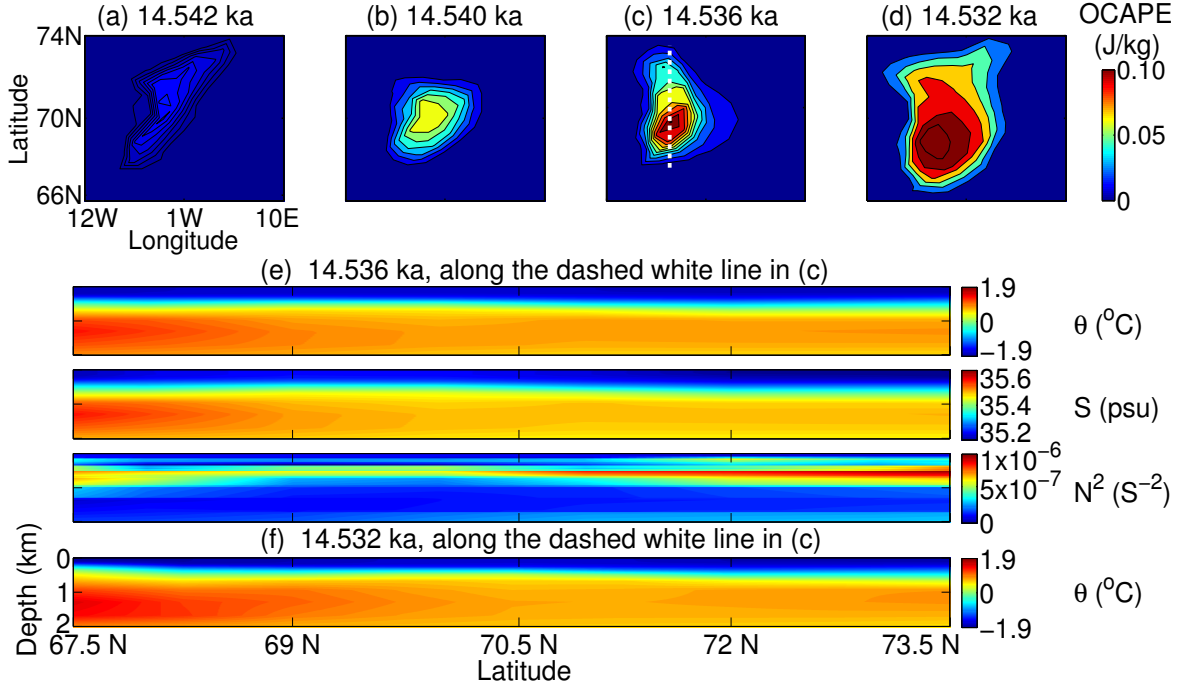 (a) 14.542 ka
(b) 14.540 ka
(c) 14.536 ka
(d) 14.532 ka
OCAPE
(J/kg)
74N
70N
66N
Latitude
12W
1W
10E
Longitude
0.10
0.05
0
(e) 14.536 ka, along the dashed white line in (c)
1.9
0
−1.9
θ (°C)
35.6
35.4
35.2
S (psu)
1x10⁻⁶
5x10⁻⁷
0
N² (S⁻²)
(f) 14.532 ka, along the dashed white line in (c)
0
1
2
Depth (km)
1.9
0
−1.9
θ (°C)
67.5 N
69 N
70.5 N
72 N
73.5 N
Latitude